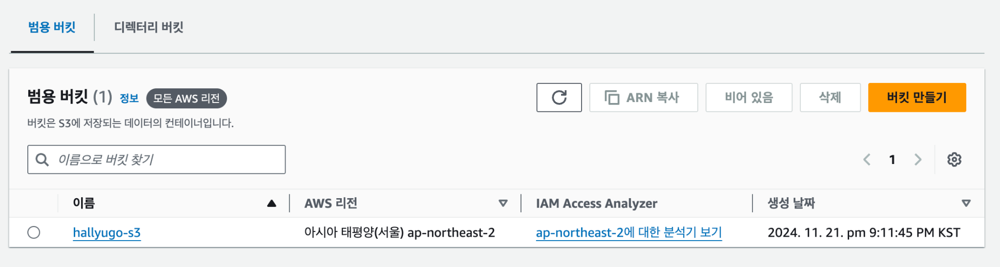 범용 버킷 디렉터리 버킷
범용 버킷 (1) 정보 모든 AWS 리전
ARN 복사 비어 있음 삭제 버킷 만들기
버킷은 S3에 저장되는 데이터의 컨테이너입니다.
이름으로 버킷 찾기
1
이름 AWS 리전 IAM Access Analyzer 생성 날짜
hallyugo-s3 아시아 태평양(서울) ap-northeast-2 ap-northeast-2에 대한 분석기 보기 2024. 11. 21. pm 9:11:45 PM KST